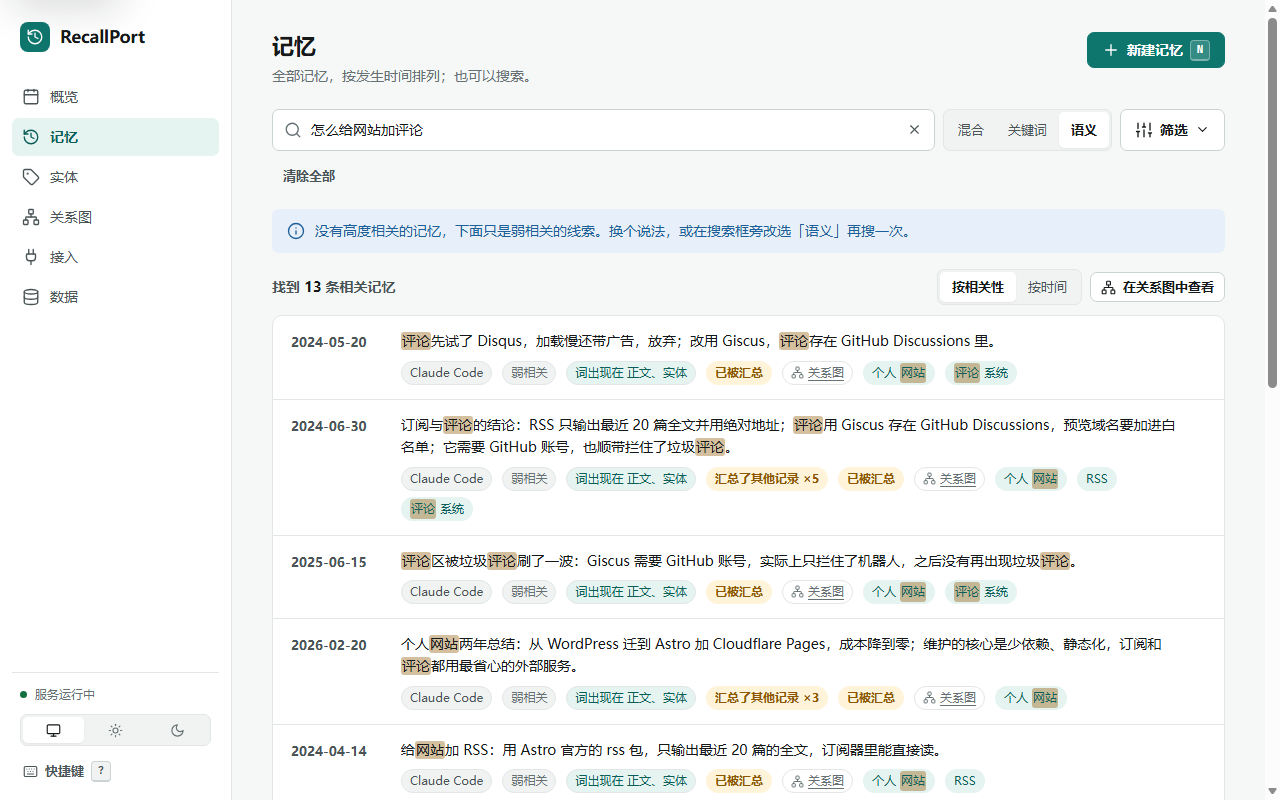 RecallPort
概览
记忆
实体
关系图
接入
数据
服务运行中
快捷键 ?
记忆
全部记忆，按发生时间排列；也可以搜索。
新建记忆 N
怎么给网站加评论
混合 关键词 语义
筛选
清除全部
没有高度相关的记忆，下面只是弱相关的线索。换个说法，或在搜索框旁改选「语义」再搜一次。
找到 13 条相关记忆
按相关性 按时间
在关系图中查看
2024-05-20
评论先试了 Disqus，加载慢还带广告，放弃；改用 Giscus，评论存在 GitHub Discussions 里。
Claude Code 弱相关 词出现在 正文、实体 已被汇总 关系图 个人 网站 评论 系统
2024-06-30
订阅与评论的结论：RSS 只输出最近 20 篇全文并用绝对地址；评论用 Giscus 存在 GitHub Discussions，预览域名要加进白
名单；它需要 GitHub 账号，也顺带拦住了垃圾评论。
Claude Code 弱相关 词出现在 正文、实体 汇总了其他记录 ×5 已被汇总 关系图 个人 网站 RSS
评论 系统
2025-06-15
评论区被垃圾评论刷了一波：Giscus 需要 GitHub 账号，实际上只拦住了机器人，之后没有再出现垃圾评论。
Claude Code 弱相关 词出现在 正文、实体 已被汇总 关系图 个人 网站 评论 系统
2026-02-20
个人网站两年总结：从 WordPress 迁到 Astro 加 Cloudflare Pages，成本降到零；维护的核心是少依赖、静态化，订阅和
评论都用最省心的外部服务。
Claude Code 弱相关 词出现在 正文、实体 汇总了其他记录 ×3 已被汇总 关系图 个人 网站
2024-04-14
给网站加 RSS：用 Astro 官方的 rss 包，只输出最近 20 篇的全文，订阅器里能直接读。
Claude Code 弱相关 词出现在 正文、实体 已被汇总 关系图 个人 网站 RSS